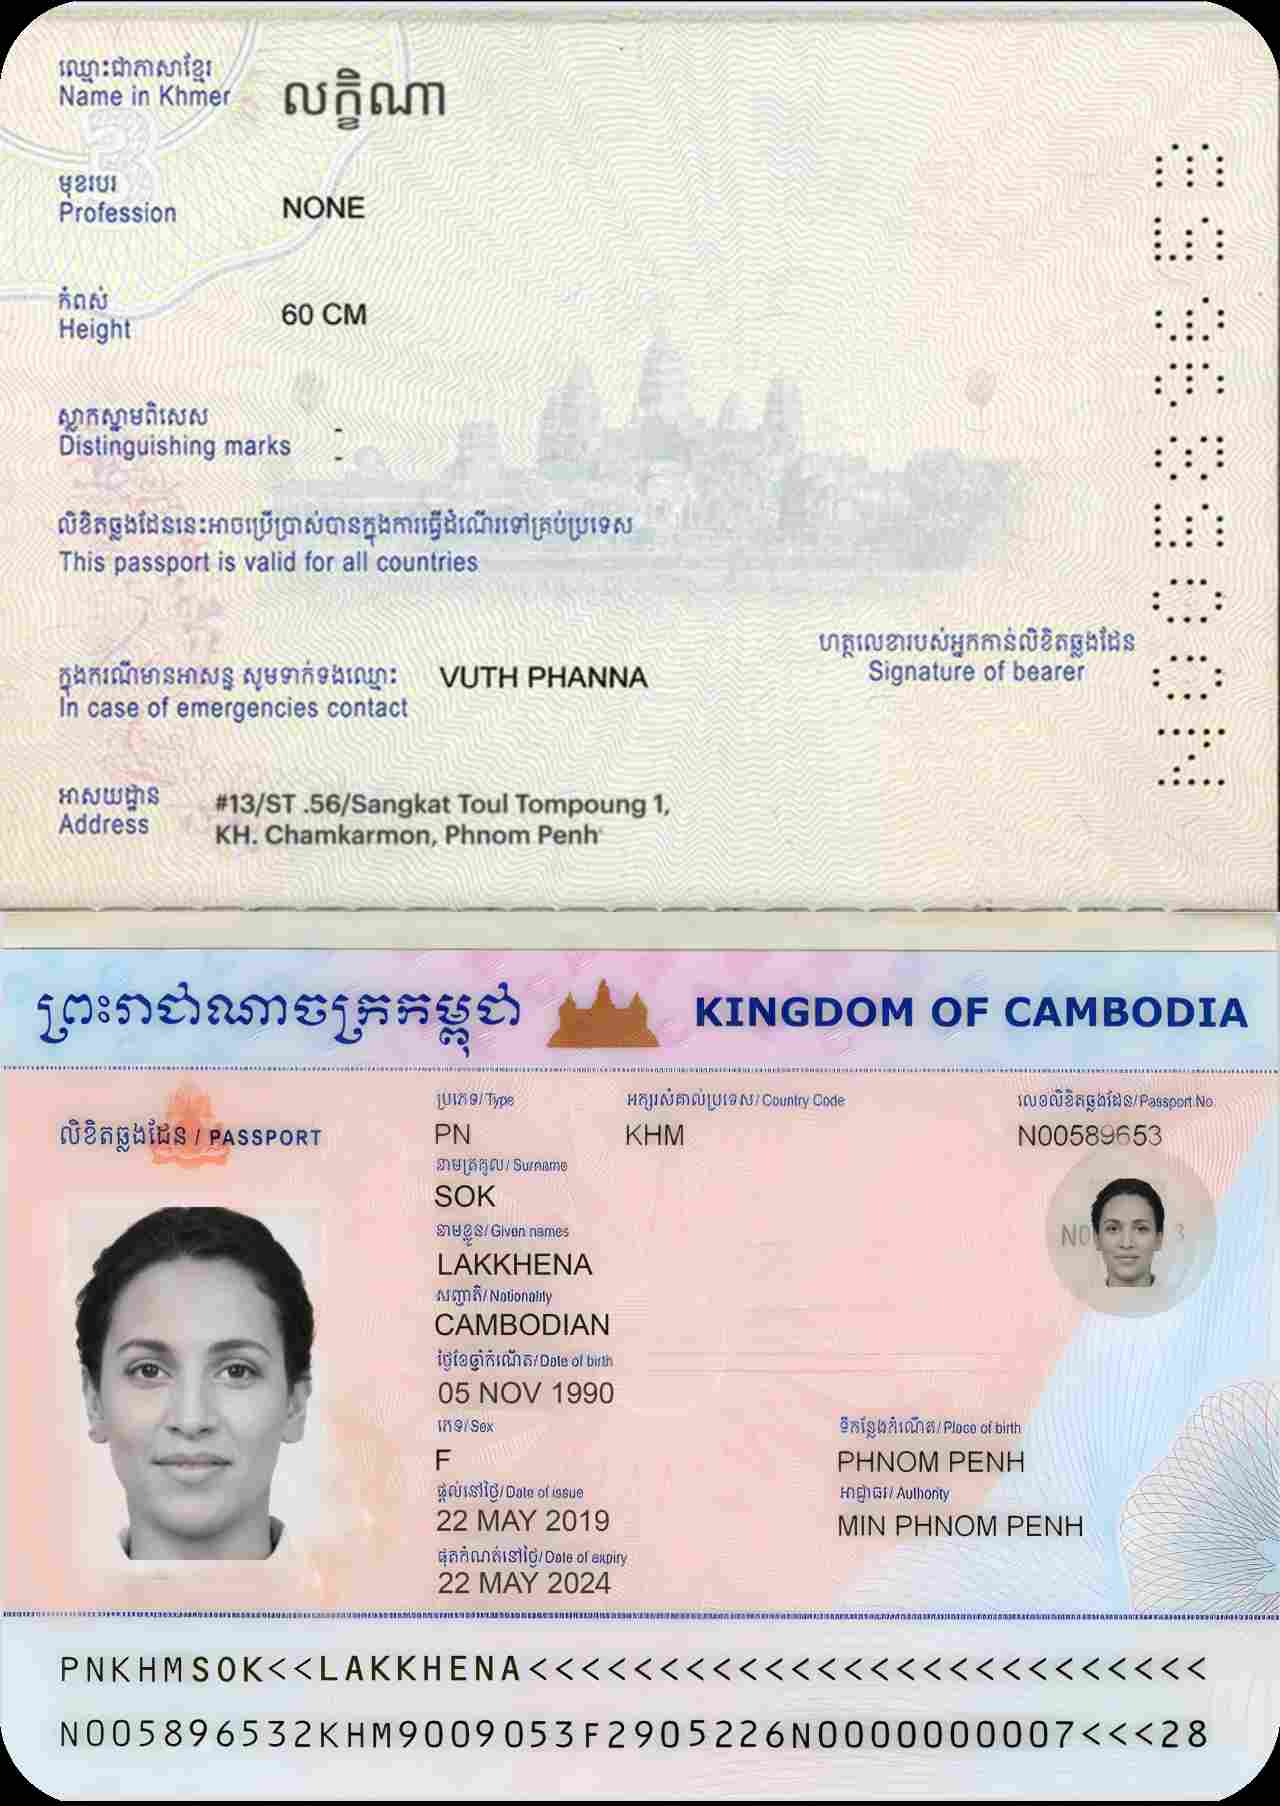 ឈ្មោះជាភាសាខ្មែរ
Name in Khmer
លក្ខិណា
មុខរបរ
Profession
NONE
កំពស់
Height
60 CM
ស្លាកស្នាមពិសេស
Distinguishing marks
-
-
លិខិតឆ្លងដែននេះអាចប្រើប្រាស់បានក្នុងការធ្វើដំណើរទៅគ្រប់ប្រទេស
This passport is valid for all countries
ហត្ថលេខារបស់អ្នកកាន់លិខិតឆ្លងដែន
Signature of bearer
ក្នុងករណីមានអាសន្ន សូមទាក់ទងឈ្មោះ
In case of emergencies contact
VUTH PHANNA
អាសយដ្ឋាន
Address
#13/ST .56/Sangkat Toul Tompoung 1,
KH. Chamkarmon, Phnom Penh
N00589653
ព្រះរាជាណាចក្រកម្ពុជា
KINGDOM OF CAMBODIA
លិខិតឆ្លងដែន / PASSPORT
ប្រភេទ/Type
អក្សរសំគាល់ប្រទេស/Country Code
លេខលិខិតឆ្លងដែន/Passport No
PN
KHM
N00589653
នាមត្រកូល/Surname
SOK
នាមខ្លួន/Given names
LAKKHENA
សញ្ជាតិ/Nationality
CAMBODIAN
ថ្ងៃខែឆ្នាំកំណើត/Date of birth
05 NOV 1990
ភេទ/Sex
ទីកន្លែងកំណើត/Place of birth
F
PHNOM PENH
ផ្តល់នៅថ្ងៃ/Date of issue
អាជ្ញាធរ/Authority
22 MAY 2019
MIN PHNOM PENH
ផុតកំណត់នៅថ្ងៃ/Date of expiry
22 MAY 2024
PNKHMSOK<<LAKKHENA<<<<<<<<<<<<<<<<<<<<<<<<<<
N005896532KHM9009053F2905226N0000000007<<<28